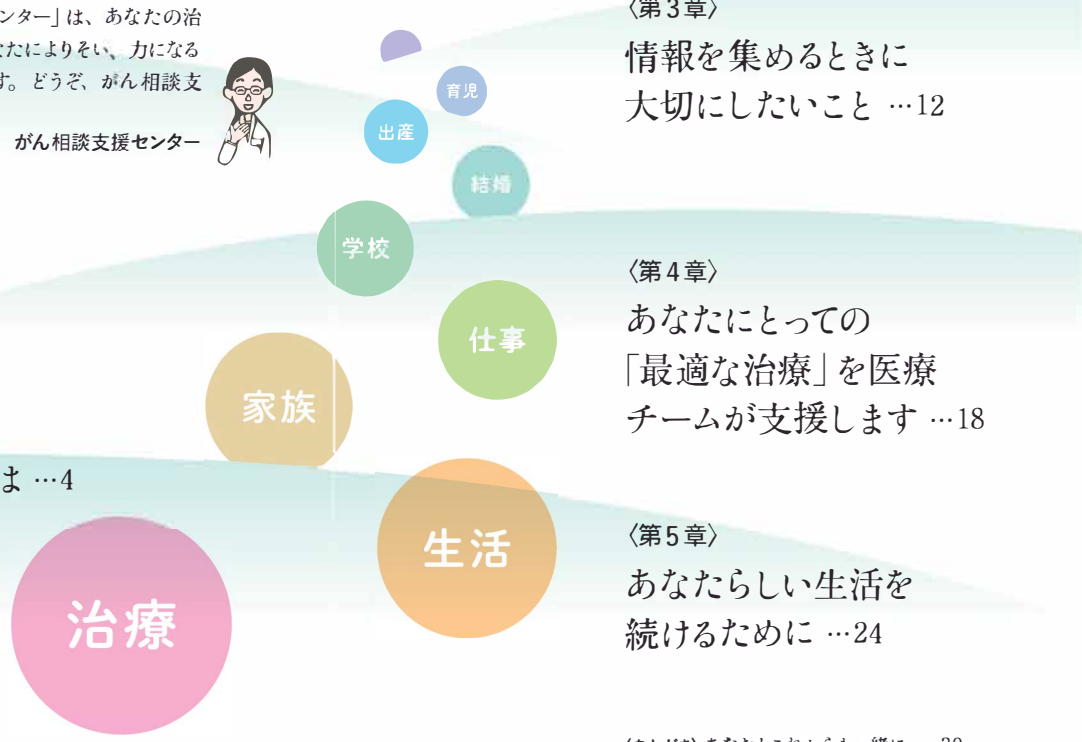 ンター」は、あなたの治
たによりそい、力になる
す。どうぞ、がん相談支
がん相談支援センター
育児
出産
結婚
学校
仕事
家族
は …4
生活
治療
〈第3章〉
情報を集めるときに
大切にしたいこと …12
〈第4章〉
あなたにとっての
「最適な治療」を医療
チームが支援します …18
〈第5章〉
あなたらしい生活を
続けるために …24